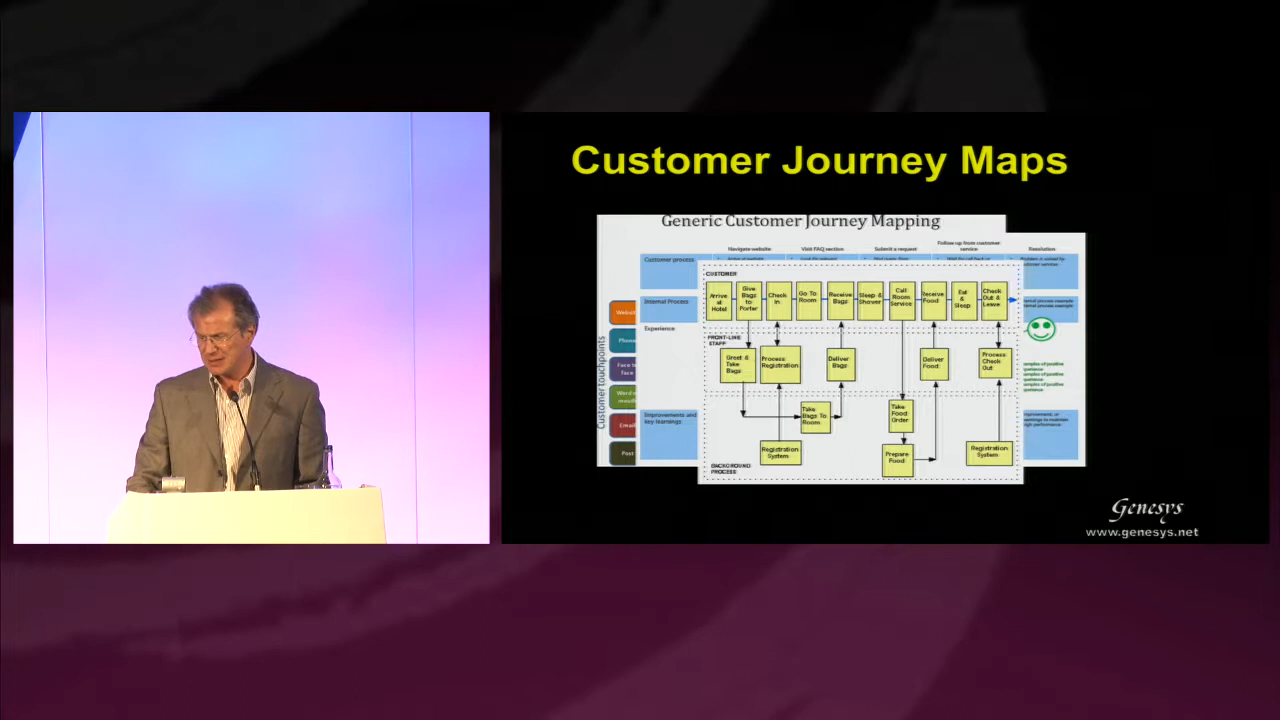 Customer Journey Maps
Generic Customer Journey Mapping
Navigate website
Visit FAQ section
Submit a request
Follow up from customer service
Resolution
Customer process
Internal Process
Experience
Improvements and key learnings
Customer touchpoints
Phone
Email
Post
CUSTOMER
Arrive at Hotel
Give Bags to Porter
Check In
Go To Room
Receive Bags
Sleep & Shower
Call Room Service
Receive Food
Eat & Sleep
Check Out & Leave
FRONT-LINE STAFF
Greet & Take Bags
Process Registration
Deliver Bags
Deliver Food
Process Check Out
Take Bags To Room
Take Food Order
Registration System
Prepare Food
Registration System
BACKGROUND PROCESS
Genesys
www.genesys.net